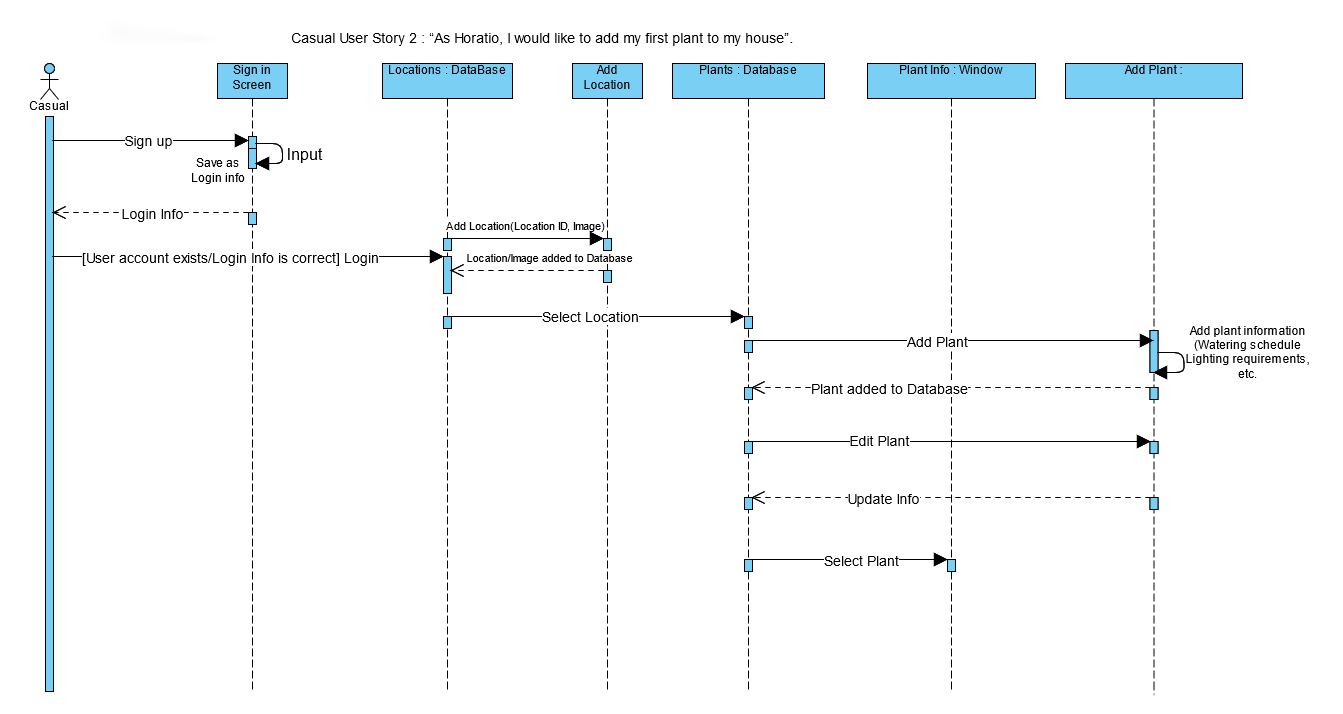 Casual User Story 2 : “As Horatio, I would like to add my first plant to my house”.
Sign in
Screen
Locations : DataBase
Add
Location
Plants : Database
Plant Info : Window
Add Plant :
Casual
Sign up
Input
Save as
Login info
Login Info
Add Location(Location ID, Image)
[User account exists/Login Info is correct] Login
Location/Image added to Database
Select Location
Add Plant
Add plant information
(Watering schedule
Lighting requirements,
etc.
Plant added to Database
Edit Plant
Update Info
Select Plant